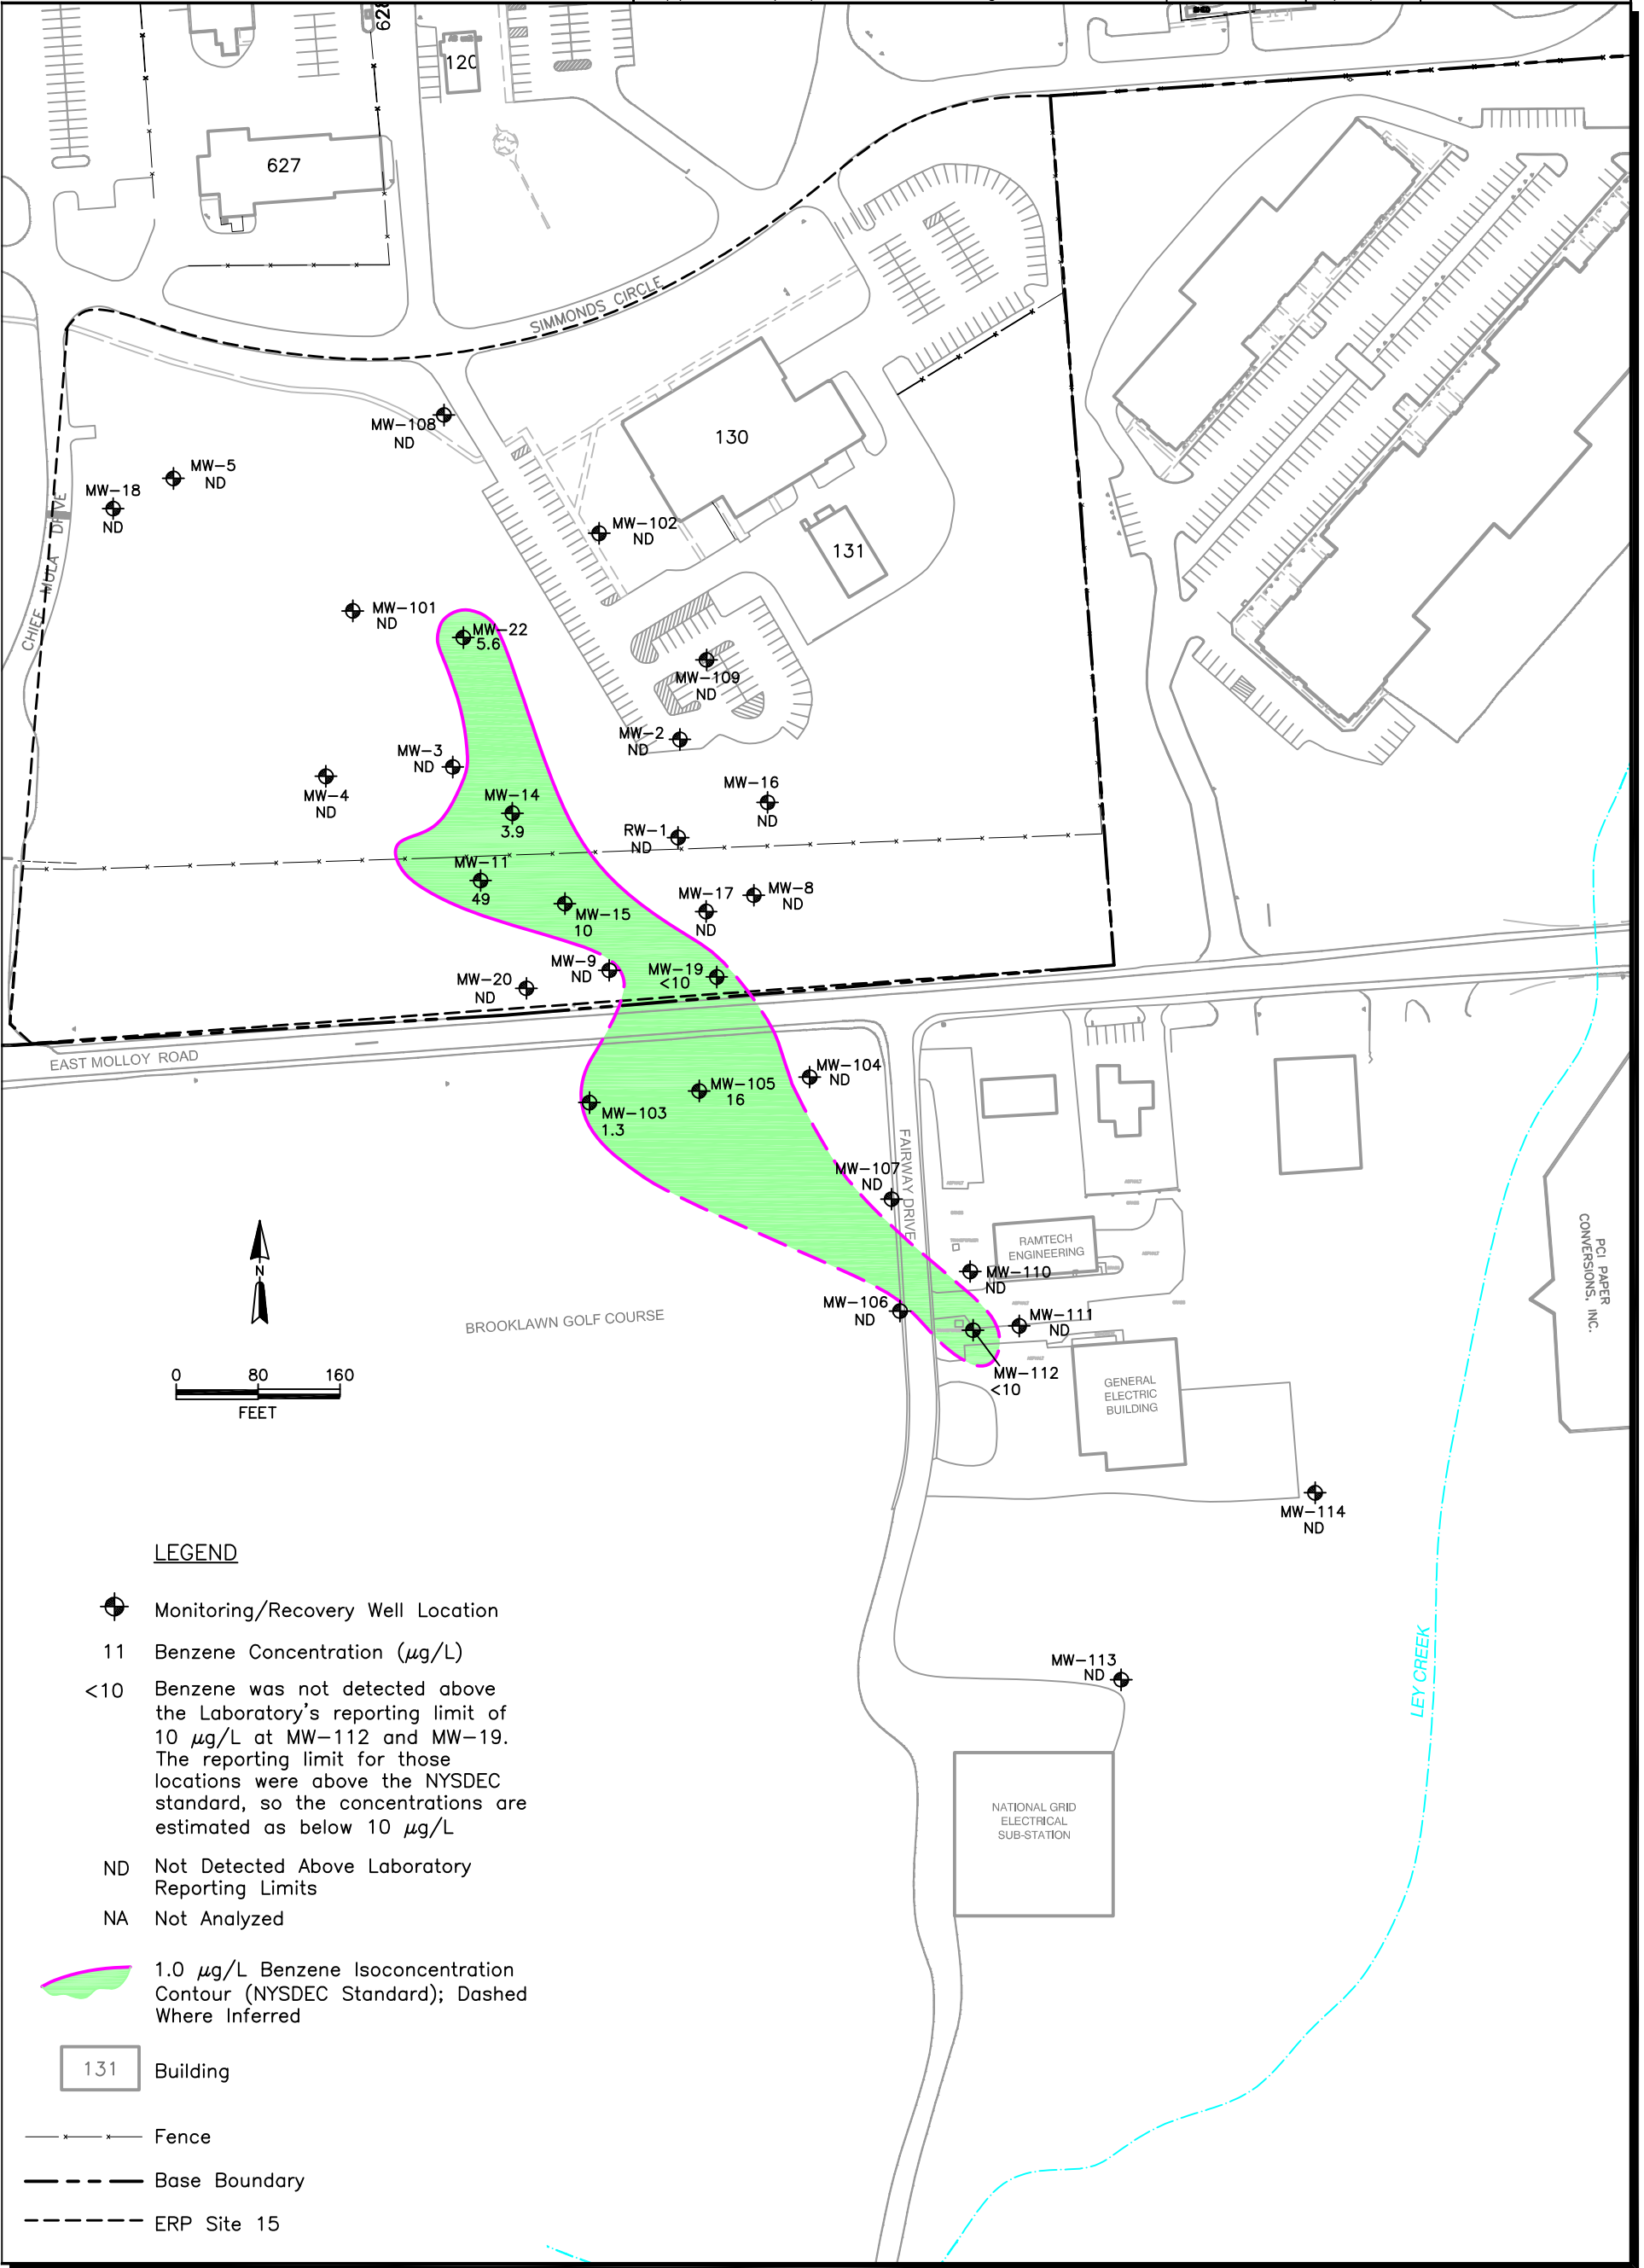 628
120
627
SIMMONDS CIRCLE
MW-108
ND
130
MW-5
ND
MW-18
ND
CHIEF MULA DRIVE
MW-102
ND
131
MW-101
ND
MW-22
5.6
MW-109
ND
MW-2
ND
MW-3
ND
MW-4
ND
MW-14
3.9
MW-16
ND
RW-1
ND
MW-11
49
MW-15
10
MW-17
ND
MW-8
ND
MW-9
ND
MW-20
ND
MW-19
<10
EAST MOLLOY ROAD
MW-104
ND
MW-105
16
MW-103
1.3
FAIRWAY DRIVE
MW-107
ND
RAMTECH
ENGINEERING
MW-110
ND
MW-106
ND
MW-111
ND
MW-112
<10
GENERAL
ELECTRIC
BUILDING
PCI PAPER
CONVERSIONS, INC.
N
BROOKLAWN GOLF COURSE
0 80 160
FEET
MW-114
ND
MW-113
ND
LEY CREEK
NATIONAL GRID
ELECTRICAL
SUB-STATION
LEGEND
Monitoring/Recovery Well Location
11 Benzene Concentration (μg/L)
<10 Benzene was not detected above
the Laboratory's reporting limit of
10 μg/L at MW-112 and MW-19.
The reporting limit for those
locations were above the NYSDEC
standard, so the concentrations are
estimated as below 10 μg/L
ND Not Detected Above Laboratory
Reporting Limits
NA Not Analyzed
1.0 μg/L Benzene Isoconcentration
Contour (NYSDEC Standard); Dashed
Where Inferred
131 Building
Fence
Base Boundary
ERP Site 15